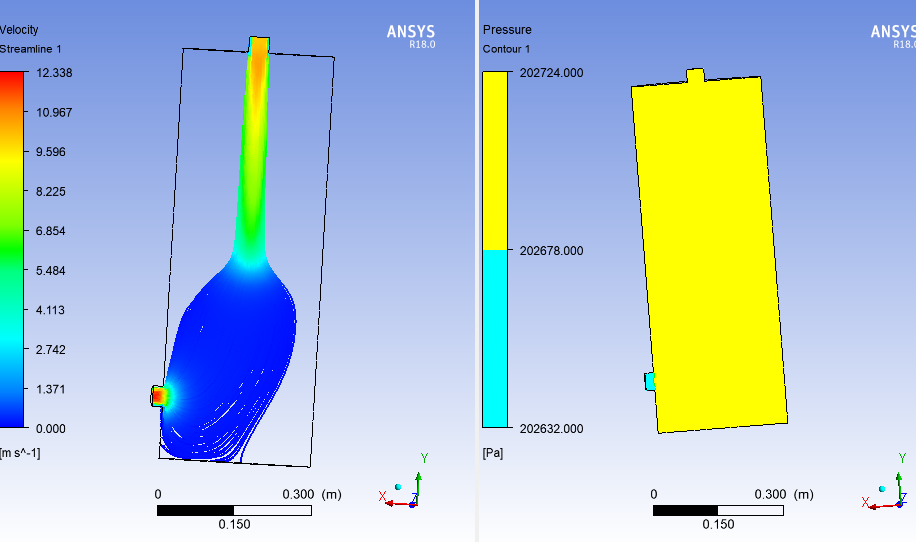 Velocity
Streamline 1
12.338
10.967
9.596
8.225
6.854
5.484
4.113
2.742
1.371
0.000
[m s^-1]
ANSYS
R18.0
0 0.300 (m)
0.150
Y
X
Z
Pressure
Contour 1
202724.000
202678.000
202632.000
[Pa]
ANSYS
R18.0
0 0.300 (m)
0.150
Y
X
Z